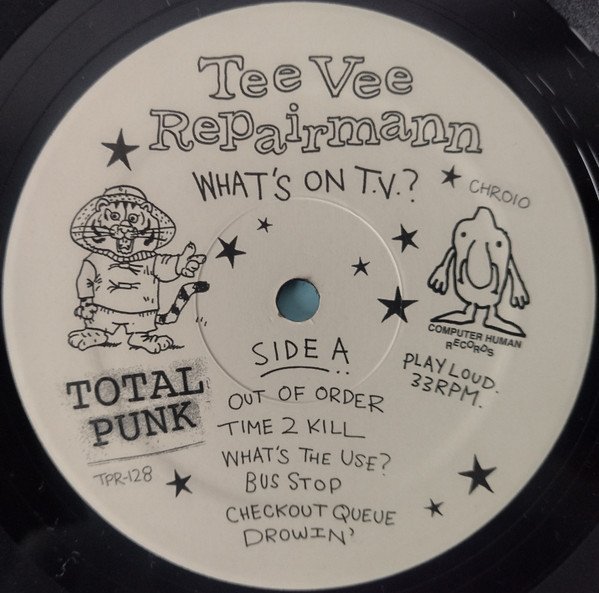 Tee Vee
Repairmann
WHAT'S ON T.V.?
CHR010
COMPUTER HUMAN
RECORDS
PLAY LOUD.
33RPM.
SIDE A
TOTAL
PUNK
TPR-128
OUT OF ORDER
TIME 2 KILL
WHAT'S THE USE?
BUS STOP
CHECKOUT QUEUE
DROWIN'